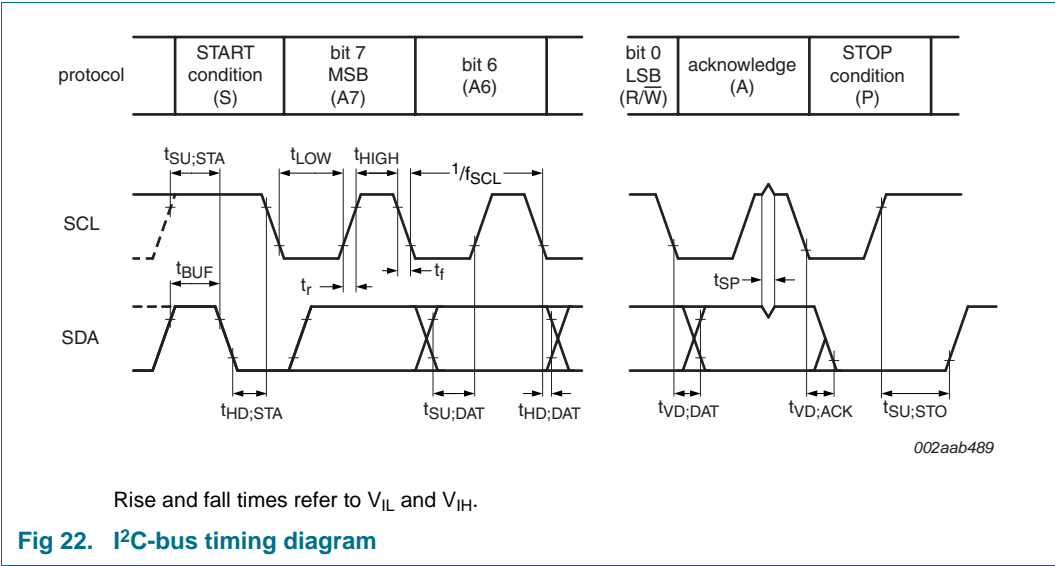 protocol
START
condition
(S)
bit 7
MSB
(A7)
bit 6
(A6)
bit 0
LSB
(R/W̅)
acknowledge
(A)
STOP
condition
(P)
tSU;STA
tLOW
tHIGH
1/fSCL
SCL
tBUF
tr
tf
tSP
SDA
tHD;STA
tSU;DAT
tHD;DAT
tVD;DAT
tVD;ACK
tSU;STO
002aab489
Rise and fall times refer to VIL and VIH.
Fig 22. I²C-bus timing diagram